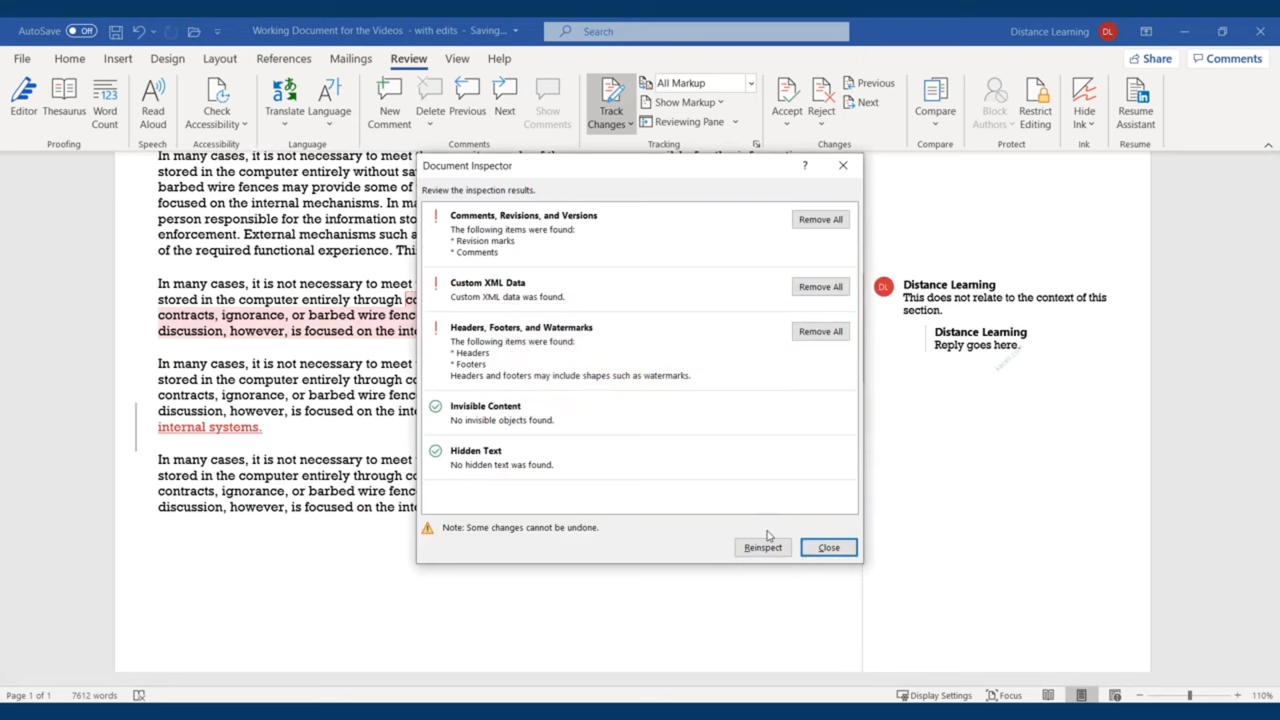 AutoSave Off Working Document for the Videos - with edits - Saving... Search Distance Learning DL
File Home Insert Design Layout References Mailings Review View Help Share Comments
Editor Thesaurus Word Count Read Aloud Check Accessibility Translate Language New Comment Delete Previous Next Show Comments Track Changes All Markup Show Markup Reviewing Pane Accept Reject Previous Next Compare Block Authors Restrict Editing Hide Ink Resume Assistant
Proofing Speech Accessibility Language Comments Tracking Changes Compare Protect Ink Resume
In many cases, it is not necessary to meet
stored in the computer entirely without sa
barbed wire fences may provide some of
focused on the internal mechanisms. In ma
person responsible for the information sto
enforcement. External mechanisms such a
of the required functional experience. Thi
In many cases, it is not necessary to meet
stored in the computer entirely through co
contracts, ignorance, or barbed wire fenc
discussion, however, is focused on the inte
In many cases, it is not necessary to meet
stored in the computer entirely through co
contracts, ignorance, or barbed wire fenc
discussion, however, is focused on the inte
internal systems.
In many cases, it is not necessary to meet
stored in the computer entirely through co
contracts, ignorance, or barbed wire fenc
discussion, however, is focused on the inte
Document Inspector ?
Review the inspection results.
! Comments, Revisions, and Versions Remove All
The following items were found:
* Revision marks
* Comments
! Custom XML Data Remove All
Custom XML data was found.
! Headers, Footers, and Watermarks Remove All
The following items were found:
* Headers
* Footers
Headers and footers may include shapes such as watermarks.
Invisible Content
No invisible objects found.
Hidden Text
No hidden text was found.
Note: Some changes cannot be undone.
Reinspect Close
DL Distance Learning
This does not relate to the context of this
section.
Distance Learning
Reply goes here.
Page 1 of 1 7612 words Display Settings Focus 110%